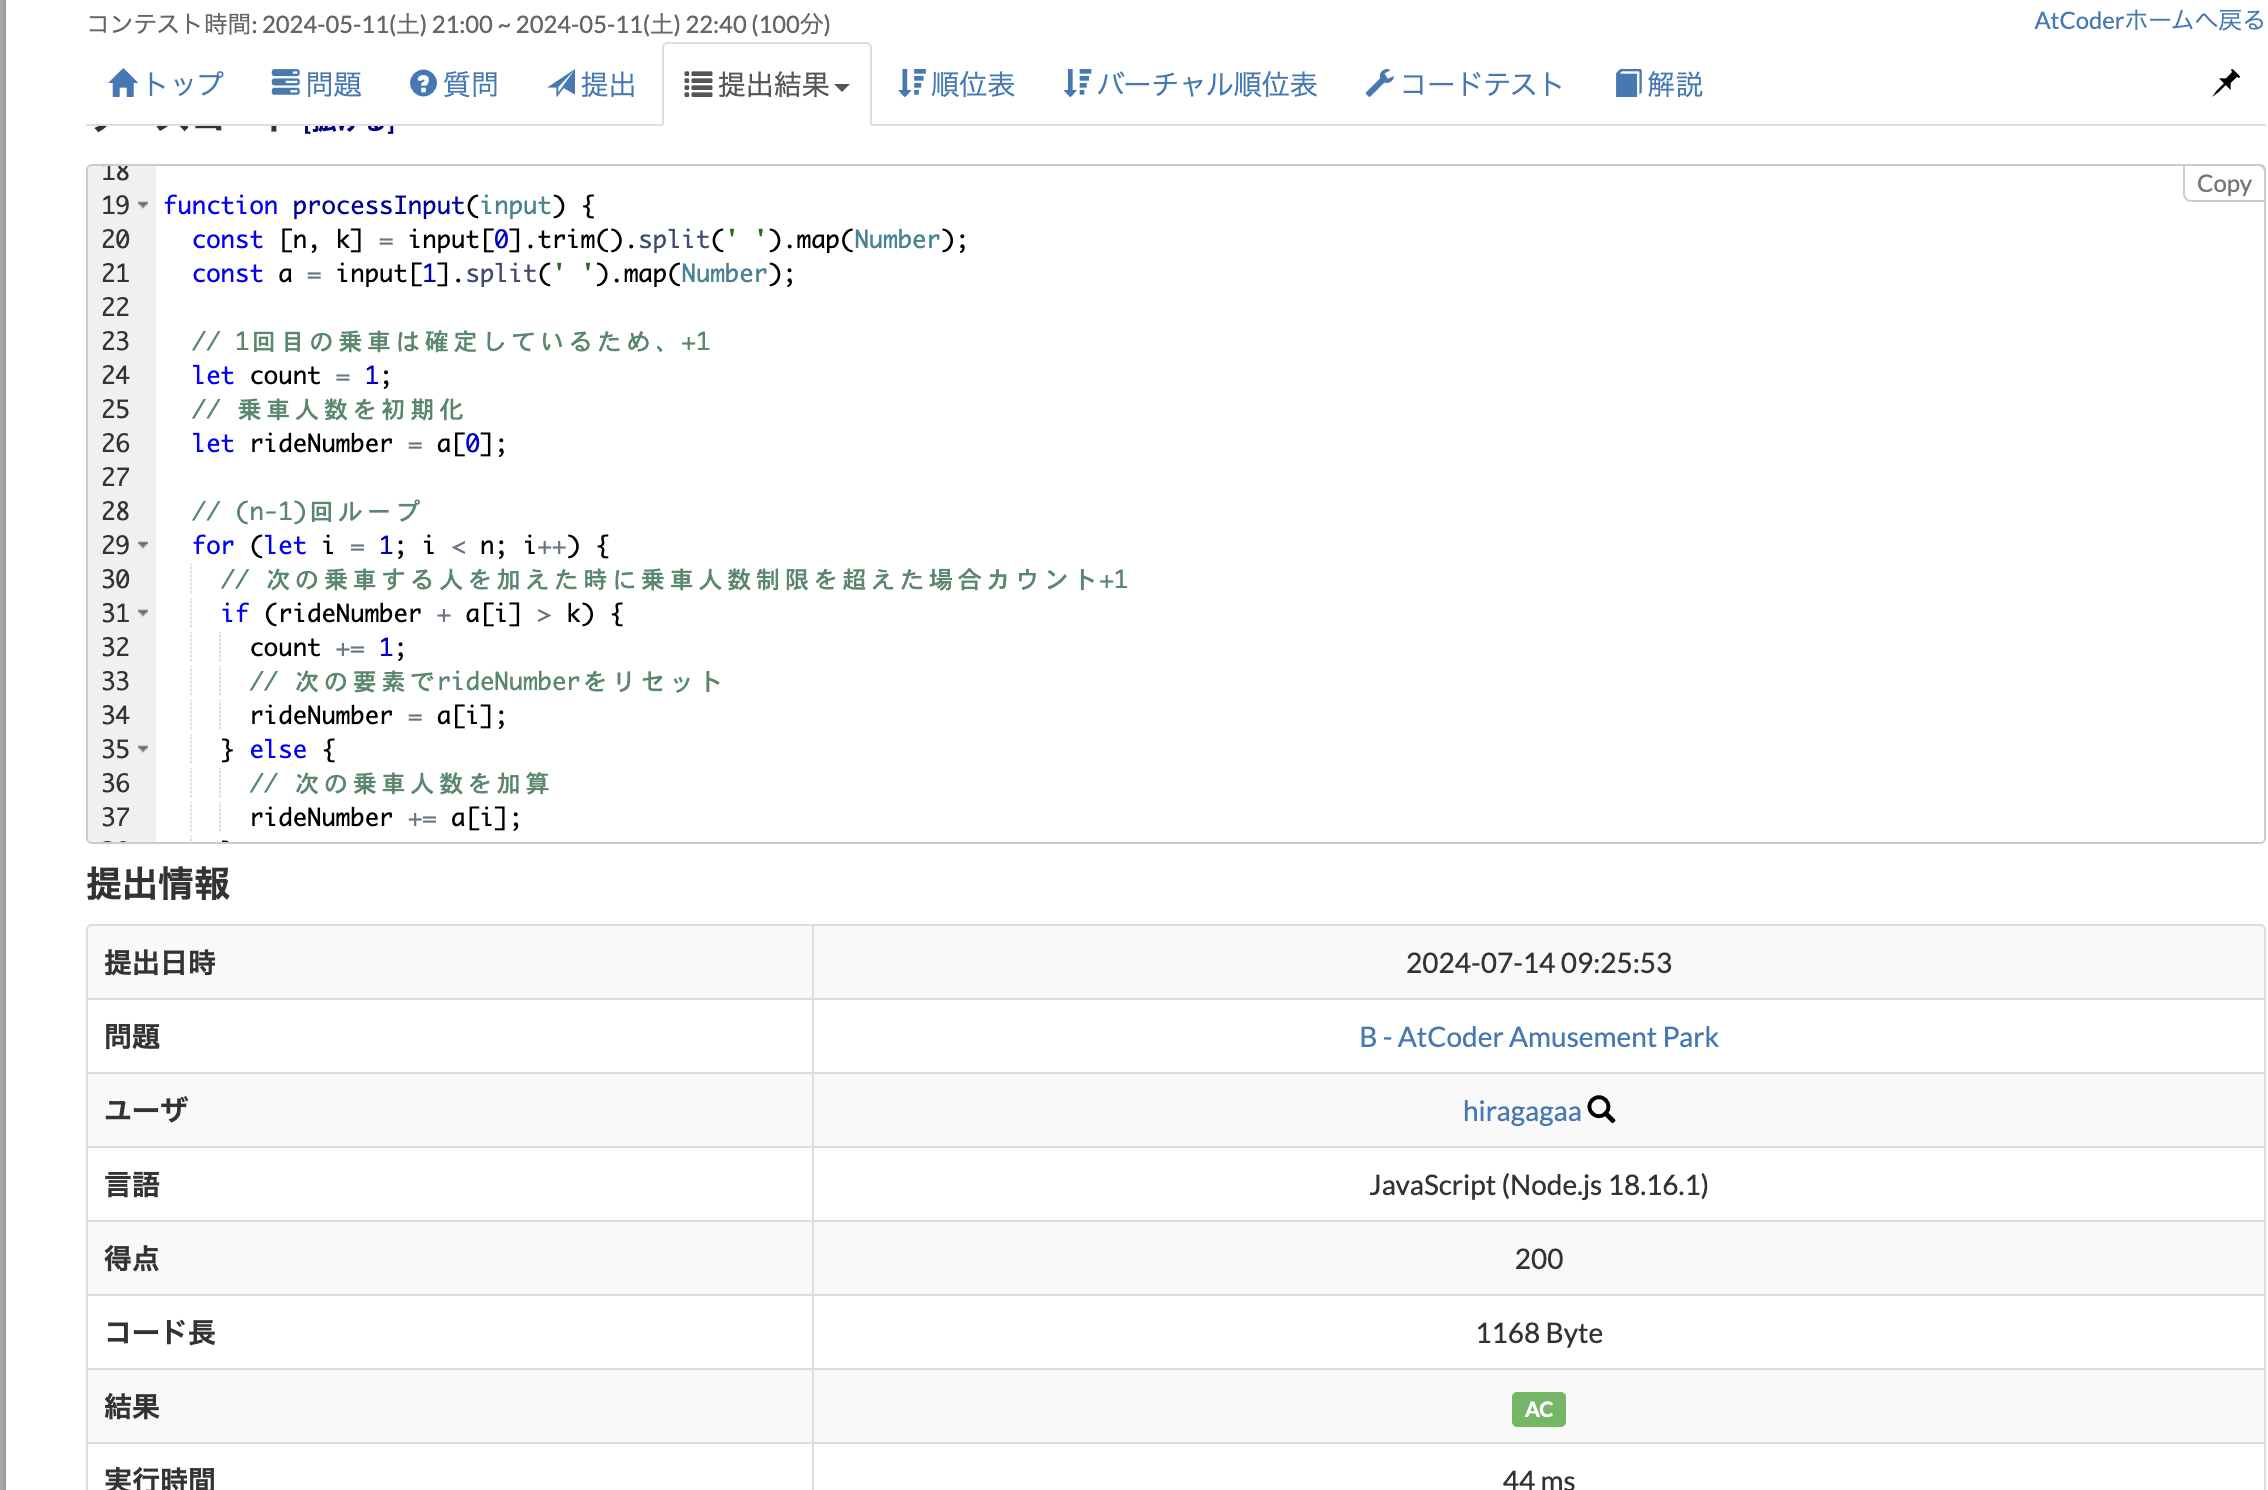 コンテスト時間: 2024-05-11(土) 21:00 ~ 2024-05-11(土) 22:40 (100分)
AtCoderホームへ戻る
トップ 問題 質問 提出 提出結果 順位表 バーチャル順位表 コードテスト 解説
Copy
18
19 function processInput(input) {
20 const [n, k] = input[0].trim().split(' ').map(Number);
21 const a = input[1].split(' ').map(Number);
22
23 // 1回目の乗車は確定しているため、+1
24 let count = 1;
25 // 乗車人数を初期化
26 let rideNumber = a[0];
27
28 // (n-1)回ループ
29 for (let i = 1; i < n; i++) {
30 // 次の乗車する人を加えた時に乗車人数制限を超えた場合カウント+1
31 if (rideNumber + a[i] > k) {
32 count += 1;
33 // 次の要素でrideNumberをリセット
34 rideNumber = a[i];
35 } else {
36 // 次の乗車人数を加算
37 rideNumber += a[i];
提出情報
提出日時 2024-07-14 09:25:53
問題 B - AtCoder Amusement Park
ユーザ hiragagaa
言語 JavaScript (Node.js 18.16.1)
得点 200
コード長 1168 Byte
結果 AC
実行時間 44 ms